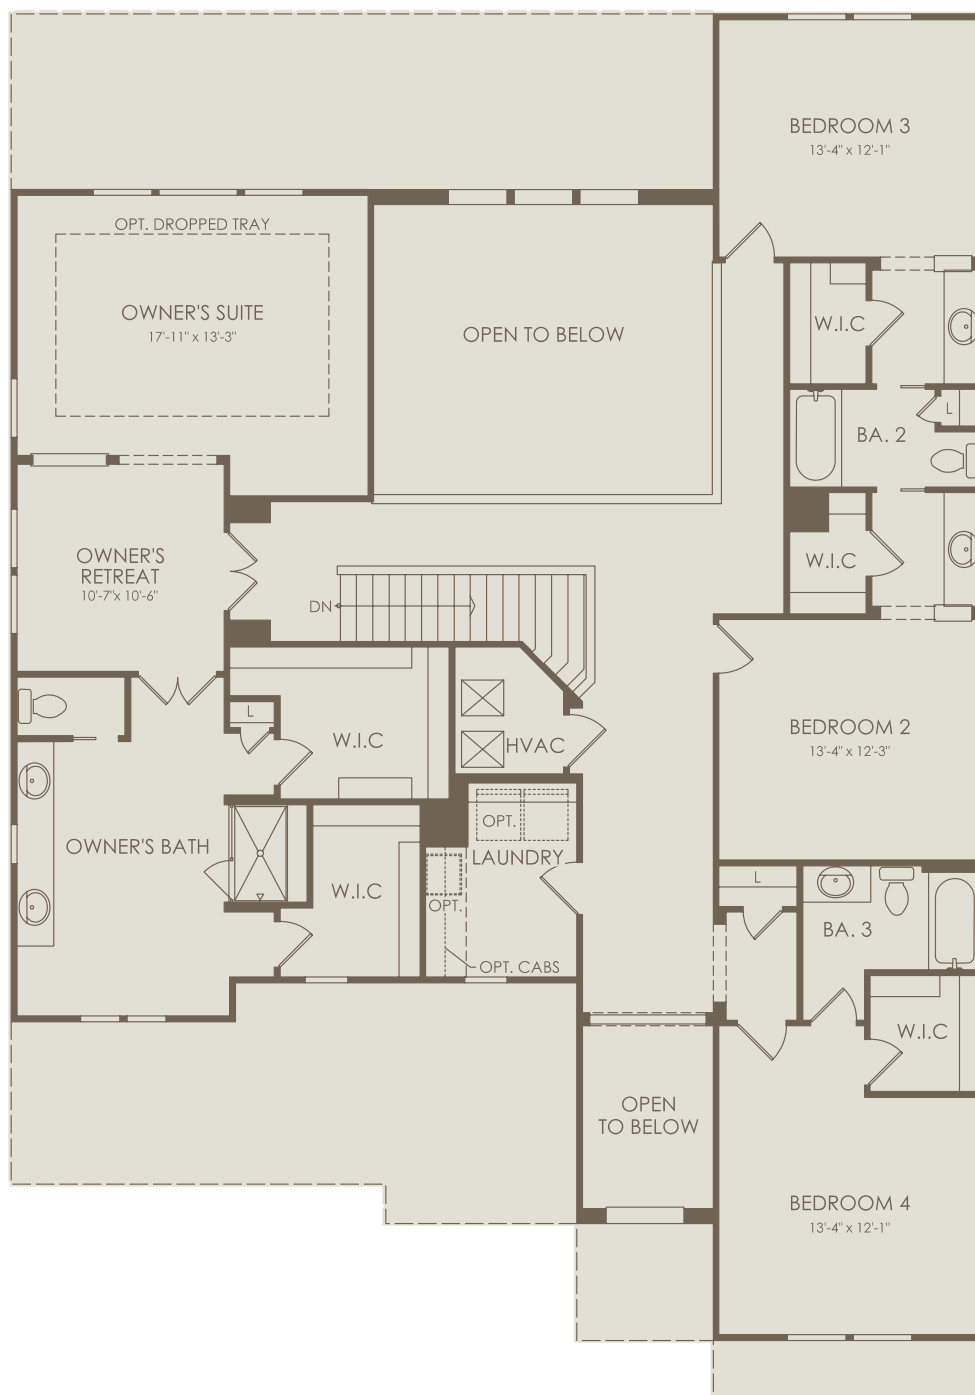 BEDROOM 3
13'-4" x 12'-1"
OPT. DROPPED TRAY
OWNER'S SUITE
17'-11" x 13'-3"
OPEN TO BELOW
W.I.C
L
BA. 2
W.I.C
OWNER'S
RETREAT
10'-7"x 10'-6"
DN
L
W.I.C
HVAC
BEDROOM 2
13'-4" x 12'-3"
OPT.
OWNER'S BATH
LAUNDRY
W.I.C
OPT.
L
BA. 3
OPT. CABS
W.I.C
OPEN
TO BELOW
BEDROOM 4
13'-4" x 12'-1"